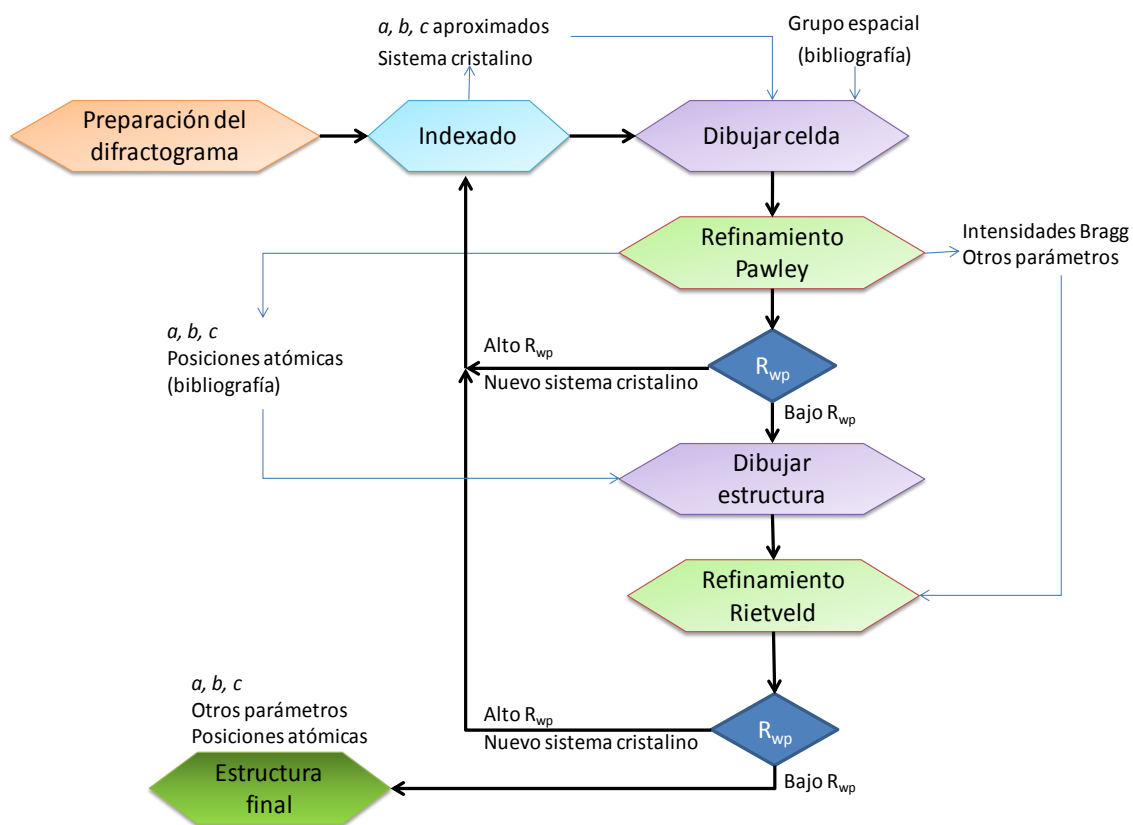 a, b, c aproximados
Sistema cristalino
Grupo espacial
(bibliografía)
Preparación del
difractograma
Indexado
Dibujar celda
Refinamiento
Pawley
Intensidades Bragg
Otros parámetros
a, b, c
Posiciones atómicas
(bibliografía)
Alto Rwp
Nuevo sistema cristalino
Rwp
Bajo Rwp
Dibujar
estructura
Refinamiento
Rietveld
a, b, c
Otros parámetros
Posiciones atómicas
Alto Rwp
Nuevo sistema cristalino
Rwp
Bajo Rwp
Estructura
final